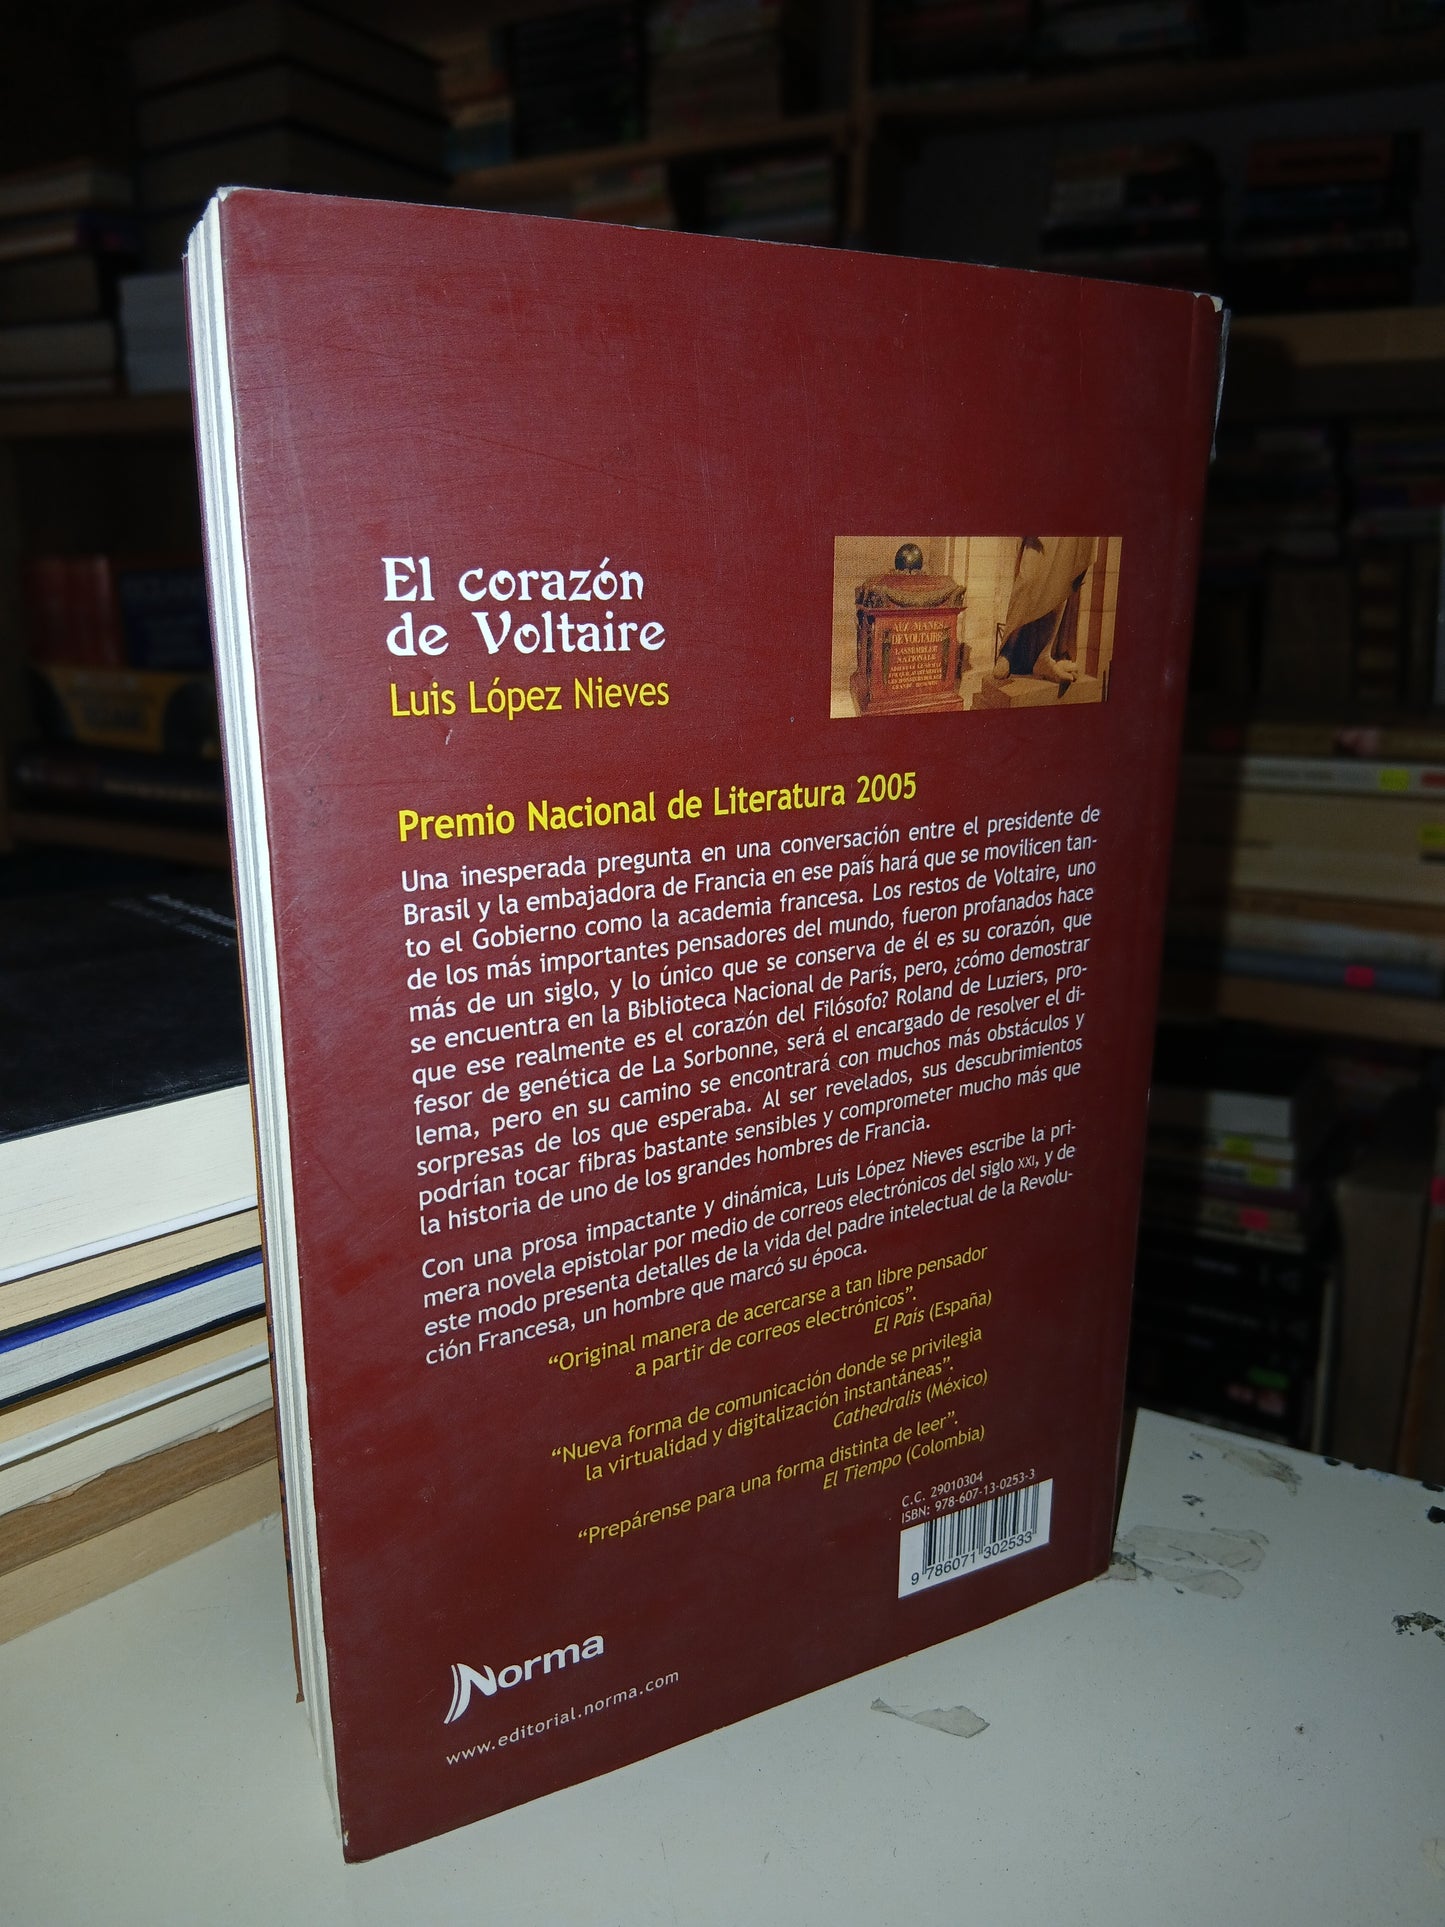 El corazón
de Voltaire
Luis López Nieves
AUX MANES
DE VOLTAIRE
L'ASSEMBLÉE
NATIONALE
Premio Nacional de Literatura 2005
Una inesperada pregunta en una conversación entre el presidente de
Brasil y la embajadora de Francia en ese país hará que se movilicen tan-
to el Gobierno como la academia francesa. Los restos de Voltaire, uno
de los más importantes pensadores del mundo, fueron profanados hace
más de un siglo, y lo único que se conserva de él es su corazón, que
se encuentra en la Biblioteca Nacional de París, pero, ¿cómo demostrar
que ese realmente es el corazón del Filósofo? Roland de Luziers, pro-
fesor de genética de La Sorbonne, será el encargado de resolver el di-
lema, pero en su camino se encontrará con muchos más obstáculos y
sorpresas de los que esperaba. Al ser revelados, sus descubrimientos
podrían tocar fibras bastante sensibles y comprometer mucho más que
la historia de uno de los grandes hombres de Francia.
Con una prosa impactante y dinámica, Luis López Nieves escribe la pri-
mera novela epistolar por medio de correos electrónicos del siglo XXI, y de
este modo presenta detalles de la vida del padre intelectual de la Revolu-
ción Francesa, un hombre que marcó su época.
“Original manera de acercarse a tan libre pensador
a partir de correos electrónicos”.
El País (España)
“Nueva forma de comunicación donde se privilegia
la virtualidad y digitalización instantáneas”.
Cathedralis (México)
“Prepárense para una forma distinta de leer”.
El Tiempo (Colombia)
C.C. 29010304
ISBN: 978-607-13-0253-3
9 786071 302533
Norma
www.editorial.norma.com